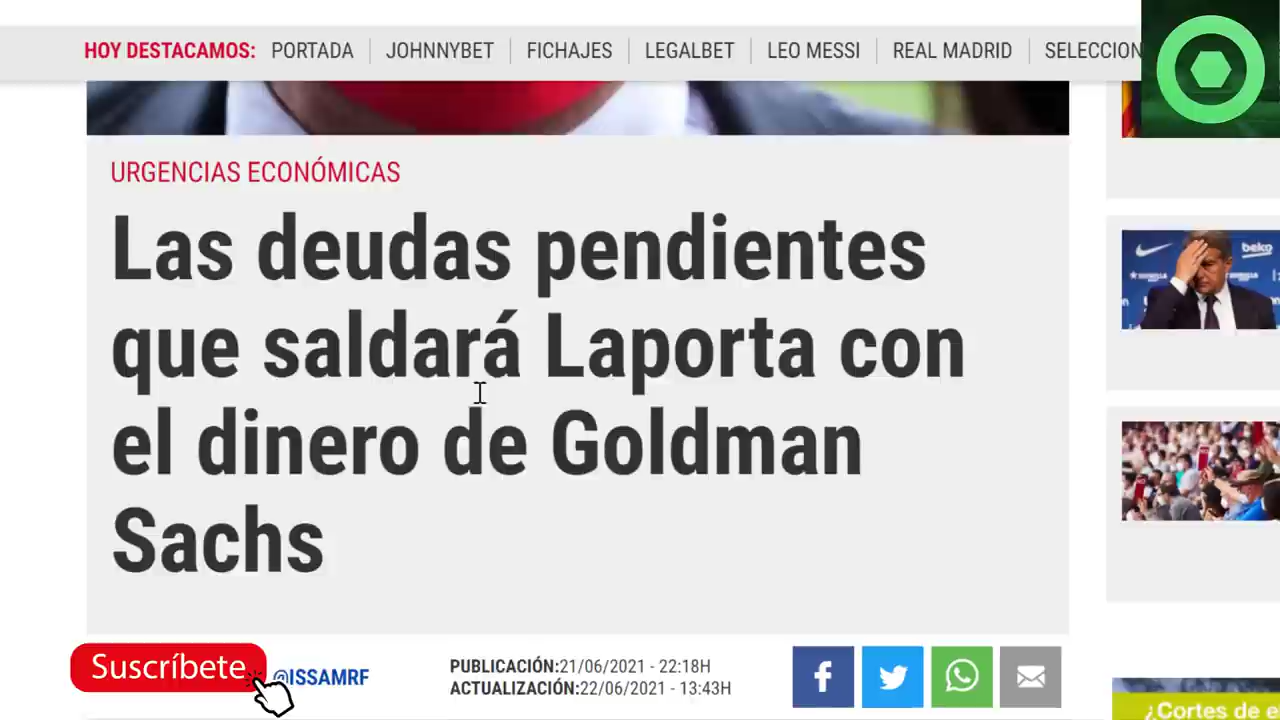 HOY DESTACAMOS: PORTADA JOHNNYBET FICHAJES LEGALBET LEO MESSI REAL MADRID SELECCION
URGENCIAS ECONÓMICAS
Las deudas pendientes
que saldará Laporta con
el dinero de Goldman
Sachs
beko
Suscríbete
@ISSAMRF
PUBLICACIÓN:21/06/2021 - 22:18H
ACTUALIZACIÓN:22/06/2021 - 13:43H
¿Cortes de e